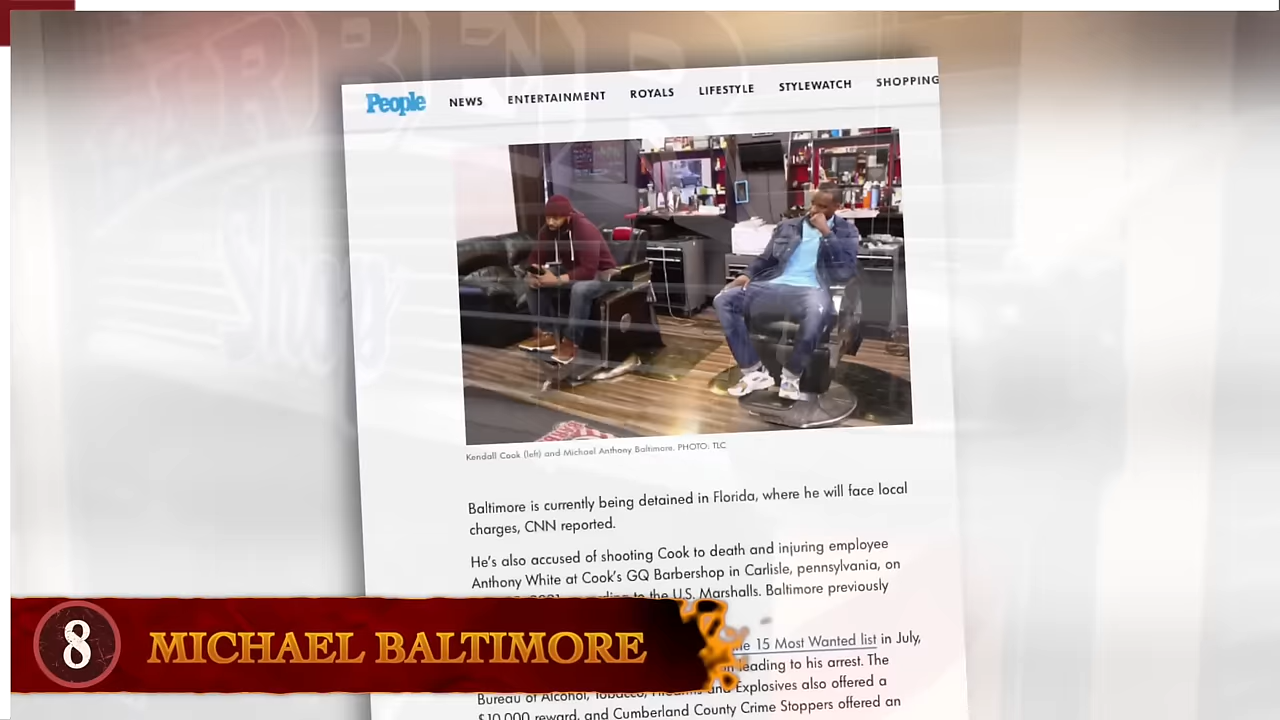 People NEWS ENTERTAINMENT ROYALS LIFESTYLE STYLEWATCH SHOPPING
Kendall Cook (left) and Michael Anthony Baltimore. PHOTO: TLC
Baltimore is currently being detained in Florida, where he will face local
charges, CNN reported.
He's also accused of shooting Cook to death and injuring employee
Anthony White at Cook's GQ Barbershop in Carlisle, pennsylvania, on
the U.S. Marshalls. Baltimore previously
15 Most Wanted list in July,
leading to his arrest. The
8 MICHAEL BALTIMORE
Bureau of Alcohol, Tobacco, Firearms and Explosives also offered a
$10,000 reward, and Cumberland County Crime Stoppers offered an